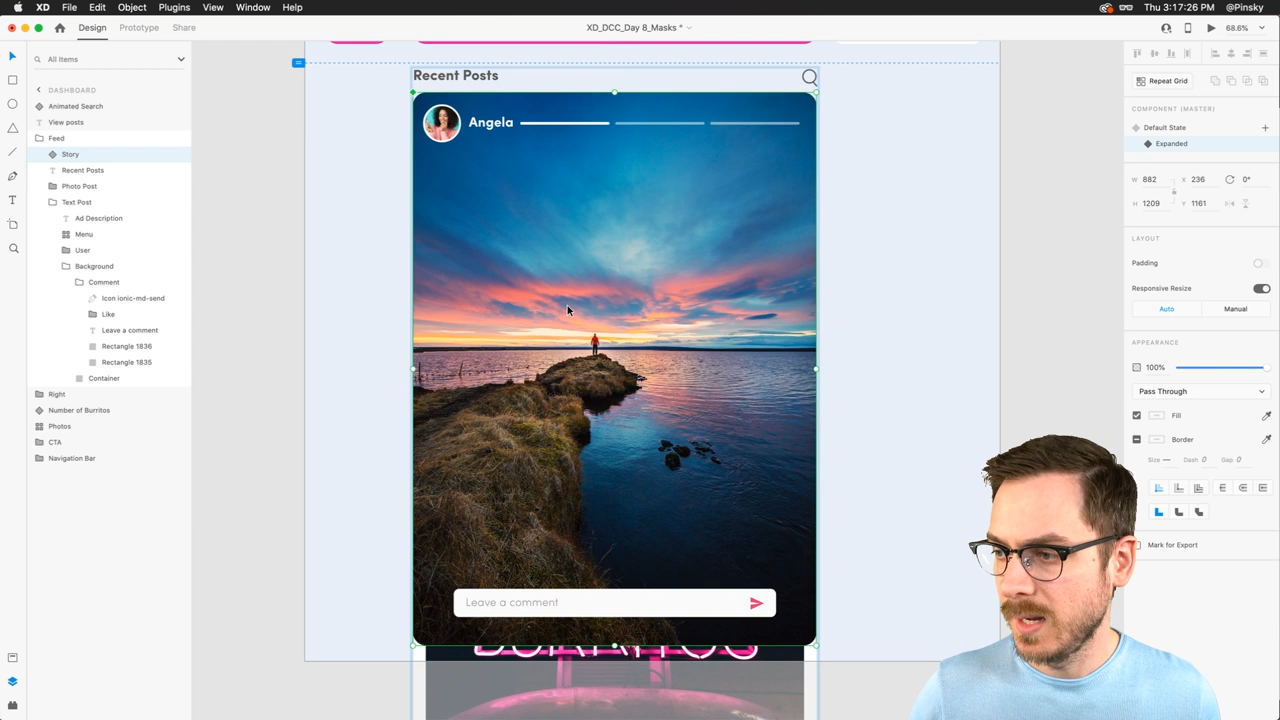 XD File Edit Object Plugins View Window Help
Thu 3:17:26 PM @Pinsky
Design Prototype Share
XD_DCC_Day 8_Masks *
68.6%
All Items
DASHBOARD
Animated Search
View posts
Feed
Story
Recent Posts
Photo Post
Text Post
Ad Description
Menu
User
Background
Comment
Icon ionic-md-send
Like
Leave a comment
Rectangle 1836
Rectangle 1835
Container
Right
Number of Burritos
Photos
CTA
Navigation Bar
Recent Posts
Angela
Leave a comment
Repeat Grid
COMPONENT (MASTER)
Default State
Expanded
W 882 X 236 0°
H 1209 Y 1161
LAYOUT
Padding
Responsive Resize
Auto Manual
APPEARANCE
100%
Pass Through
Fill
Border
Size Dash 0 Gap 0
Mark for Export